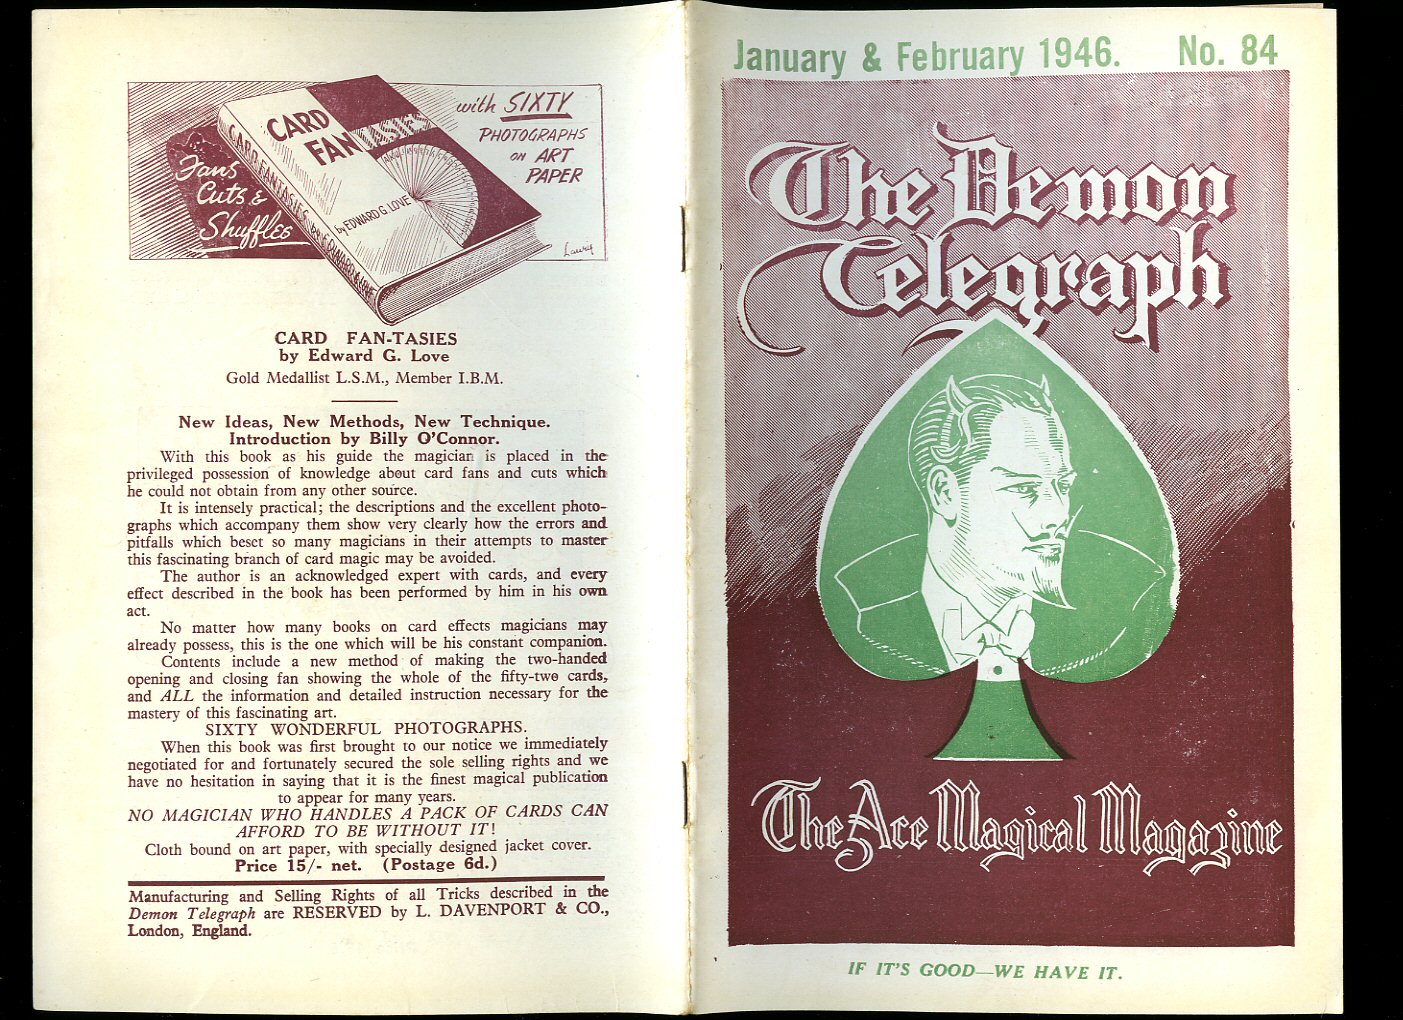 with SIXTY
PHOTOGRAPHS
ON ART
PAPER
Fans
Cuts &
Shuffles
CARD
FANTASIES
by EDWARD G. LOVE
CARD FANTASIES by EDWARD G. LOVE
Laurie
CARD FAN-TASIES
by Edward G. Love
Gold Medallist L.S.M., Member I.B.M.
New Ideas, New Methods, New Technique.
Introduction by Billy O'Connor.
With this book as his guide the magician is placed in the
privileged possession of knowledge about card fans and cuts which
he could not obtain from any other source.
It is intensely practical; the descriptions and the excellent photo-
graphs which accompany them show very clearly how the errors and
pitfalls which beset so many magicians in their attempts to master
this fascinating branch of card magic may be avoided.
The author is an acknowledged expert with cards, and every
effect described in the book has been performed by him in his own
act.
No matter how many books on card effects magicians may
already possess, this is the one which will be his constant companion.
Contents include a new method of making the two-handed
opening and closing fan showing the whole of the fifty-two cards,
and ALL the information and detailed instruction necessary for the
mastery of this fascinating art.
SIXTY WONDERFUL PHOTOGRAPHS.
When this book was first brought to our notice we immediately
negotiated for and fortunately secured the sole selling rights and we
have no hesitation in saying that it is the finest magical publication
to appear for many years.
NO MAGICIAN WHO HANDLES A PACK OF CARDS CAN
AFFORD TO BE WITHOUT IT!
Cloth bound on art paper, with specially designed jacket cover.
Price 15/- net. (Postage 6d.)
Manufacturing and Selling Rights of all Tricks described in the
Demon Telegraph are RESERVED by L. DAVENPORT & CO.,
London, England.
January & February 1946. No. 84
The Demon
Telegraph
The Ace Magical Magazine
IF IT'S GOOD—WE HAVE IT.